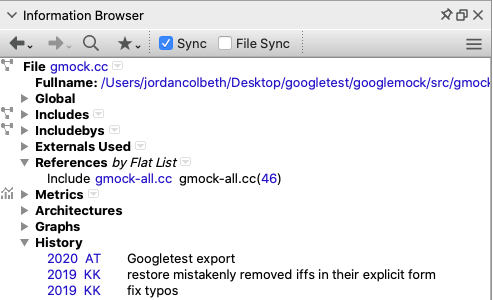 Information Browser
Sync File Sync
File gmock.cc
Fullname: /Users/jordancolbeth/Desktop/googletest/googlemock/src/gmock
Global
Includes
Includebys
Externals Used
References by Flat List
Include gmock-all.cc gmock-all.cc(46)
Metrics
Architectures
Graphs
History
2020 AT Googletest export
2019 KK restore mistakenly removed iffs in their explicit form
2019 KK fix typos